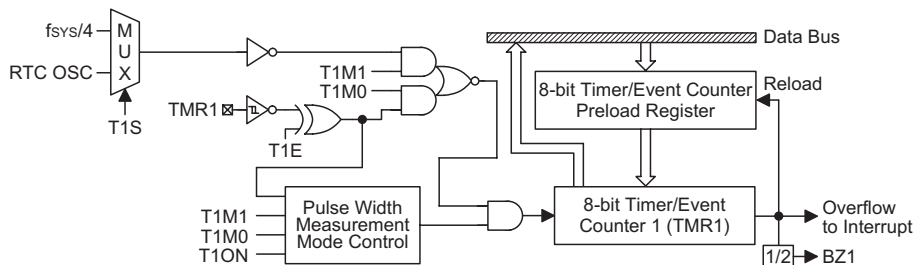 fSYS/4
M
U
X
RTC OSC
T1S
T1M1
T1M0
TMR1
T1E
Data Bus
8-bit Timer/Event Counter
Preload Register
Reload
T1M1
T1M0
T1ON
Pulse Width
Measurement
Mode Control
8-bit Timer/Event
Counter 1 (TMR1)
Overflow
to Interrupt
1/2
BZ1